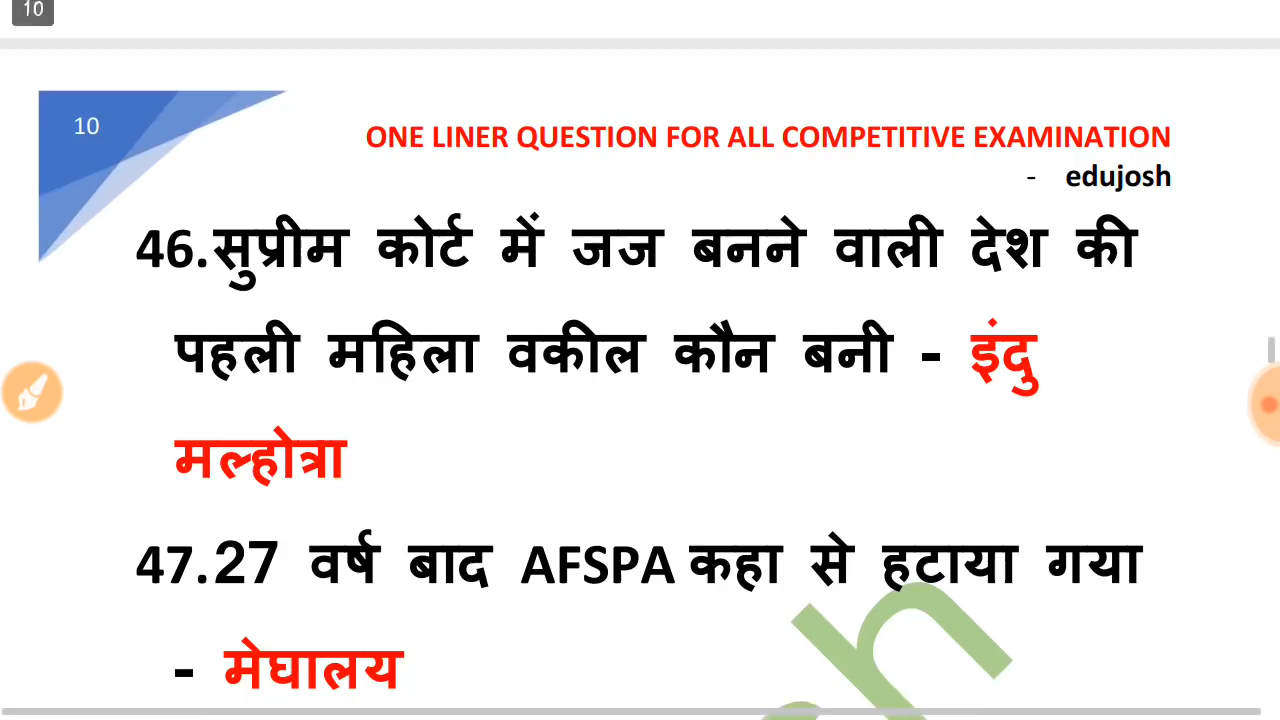 10
10
ONE LINER QUESTION FOR ALL COMPETITIVE EXAMINATION
- edujosh
46.सुप्रीम कोर्ट में जज बनने वाली देश की
पहली महिला वकील कौन बनी - इंदु
मल्होत्रा
47.27 वर्ष बाद AFSPA कहा से हटाया गया
- मेघालय